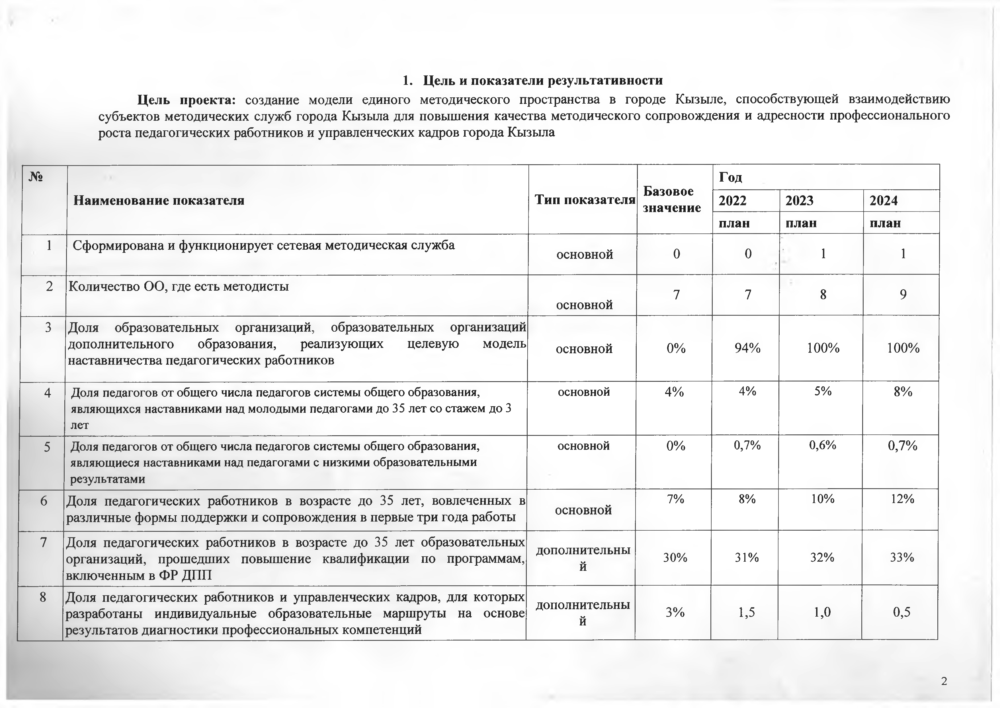 1. Цель и показатели результативности
Цель проекта: создание модели единого методического пространства в городе Кызыле, способствующей взаимодействию
субъектов методических служб города Кызыла для повышения качества методического сопровождения и адресности профессионального
роста педагогических работников и управленческих кадров города Кызыла
№
Наименование показателя
Тип показателя
Базовое
значение
Год
2022 2023 2024
план план план
1 Сформирована и функционирует сетевая методическая служба
основной 0 0 1 1
2 Количество ОО, где есть методисты
основной 7 7 8 9
3 Доля образовательных организаций, образовательных организаций
дополнительного образования, реализующих целевую модель
наставничества педагогических работников
основной 0% 94% 100% 100%
4 Доля педагогов от общего числа педагогов системы общего образования,
являющихся наставниками над молодыми педагогами до 35 лет со стажем до 3
лет
основной 4% 4% 5% 8%
5 Доля педагогов от общего числа педагогов системы общего образования,
являющиеся наставниками над педагогами с низкими образовательными
результатами
основной 0% 0,7% 0,6% 0,7%
6 Доля педагогических работников в возрасте до 35 лет, вовлеченных в
различные формы поддержки и сопровождения в первые три года работы
основной 7% 8% 10% 12%
7 Доля педагогических работников в возрасте до 35 лет образовательных
организаций, прошедших повышение квалификации по программам,
включенным в ФР ДПП
дополнительны
й
30% 31% 32% 33%
8 Доля педагогических работников и управленческих кадров, для которых
разработаны индивидуальные образовательные маршруты на основе
результатов диагностики профессиональных компетенций
дополнительны
й
3% 1,5 1,0 0,5
2